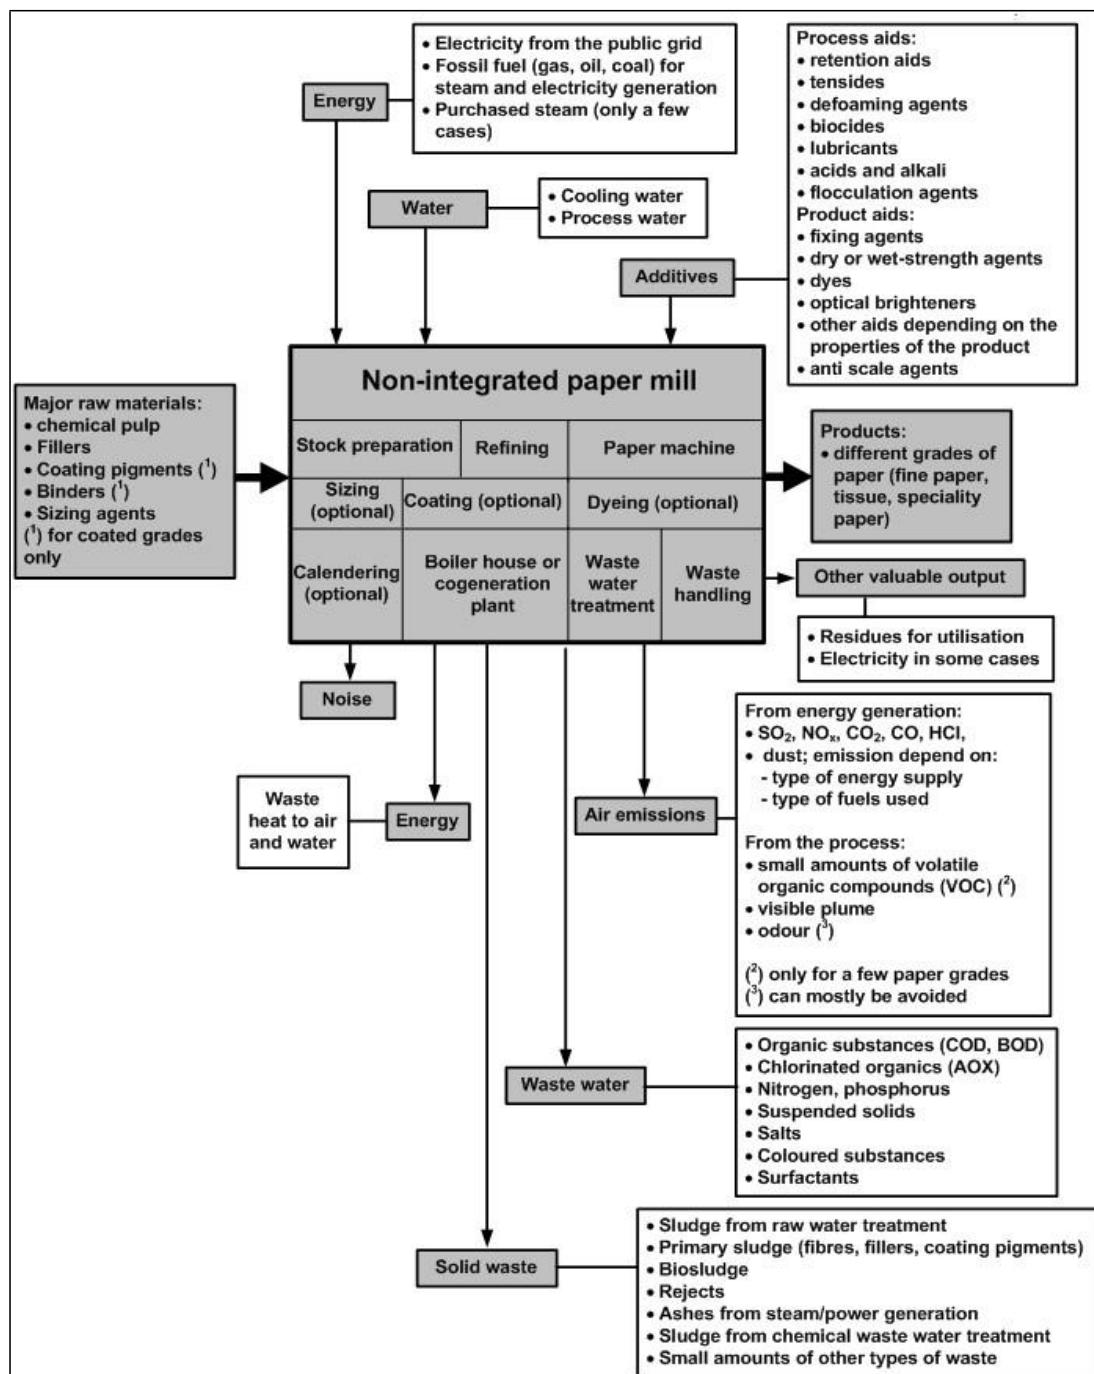 • Electricity from the public grid
• Fossil fuel (gas, oil, coal) for
steam and electricity generation
• Purchased steam (only a few
cases)
Energy
Process aids:
• retention aids
• tensides
• defoaming agents
• biocides
• lubricants
• acids and alkali
• flocculation agents
Product aids:
• fixing agents
• dry or wet-strength agents
• dyes
• optical brighteners
• other aids depending on the
properties of the product
• anti scale agents
Water
• Cooling water
• Process water
Additives
Major raw materials:
• chemical pulp
• Fillers
• Coating pigments (¹)
• Binders (¹)
• Sizing agents
(¹) for coated grades
only
Non-integrated paper mill
Stock preparation
Refining
Paper machine
Sizing
(optional)
Coating (optional)
Dyeing (optional)
Calendering
(optional)
Boiler house or
cogeneration
plant
Waste
water
treatment
Waste
handling
Products:
• different grades of
paper (fine paper,
tissue, speciality
paper)
Other valuable output
• Residues for utilisation
• Electricity in some cases
Noise
Waste
heat to air
and water
Energy
Air emissions
From energy generation:
• SO₂, NOₓ, CO₂, CO, HCl,
• dust; emission depend on:
- type of energy supply
- type of fuels used
From the process:
• small amounts of volatile
organic compounds (VOC) (²)
• visible plume
• odour (³)
(²) only for a few paper grades
(³) can mostly be avoided
Waste water
• Organic substances (COD, BOD)
• Chlorinated organics (AOX)
• Nitrogen, phosphorus
• Suspended solids
• Salts
• Coloured substances
• Surfactants
Solid waste
• Sludge from raw water treatment
• Primary sludge (fibres, fillers, coating pigments)
• Biosludge
• Rejects
• Ashes from steam/power generation
• Sludge from chemical waste water treatment
• Small amounts of other types of waste